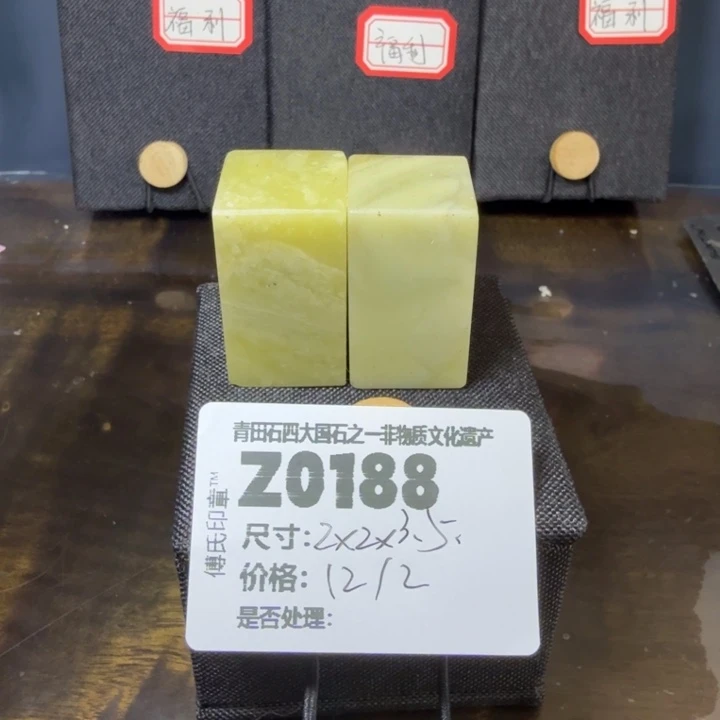 福利
福利
福利
青田石四大国石之一非物质文化遗产
Z0188
傅氏印章™
尺寸:2x2x3.5.
价格:12/2
是否处理: